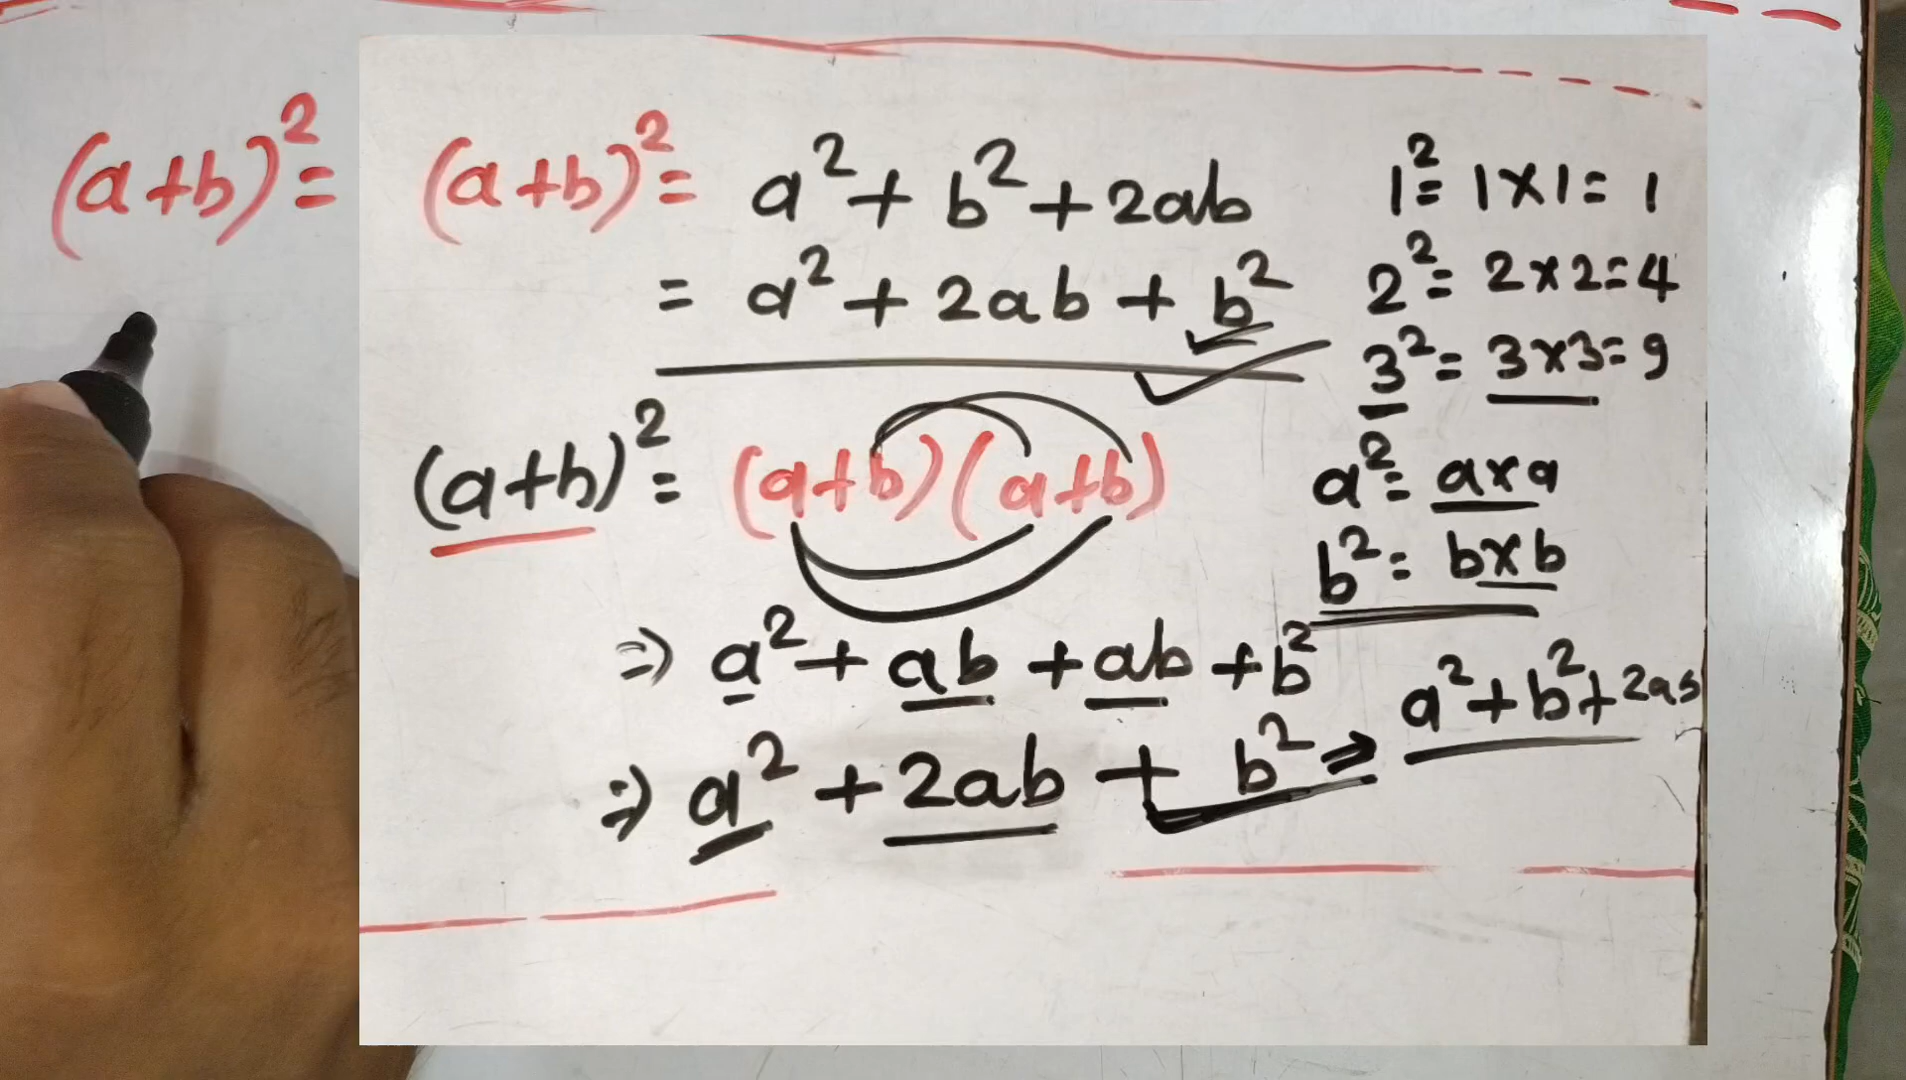 (a+b)²=
(a+b)²= a²+b²+2ab
= a²+2ab+b²
(a+b)²= (a+b)(a+b)
⇒ a²+ab+ab+b²
⇒ a²+2ab+b² ⇒ a²+b²+2ab
1²= 1×1= 1
2²= 2×2=4
3²= 3×3=9
a²= a×a
b²= b×b